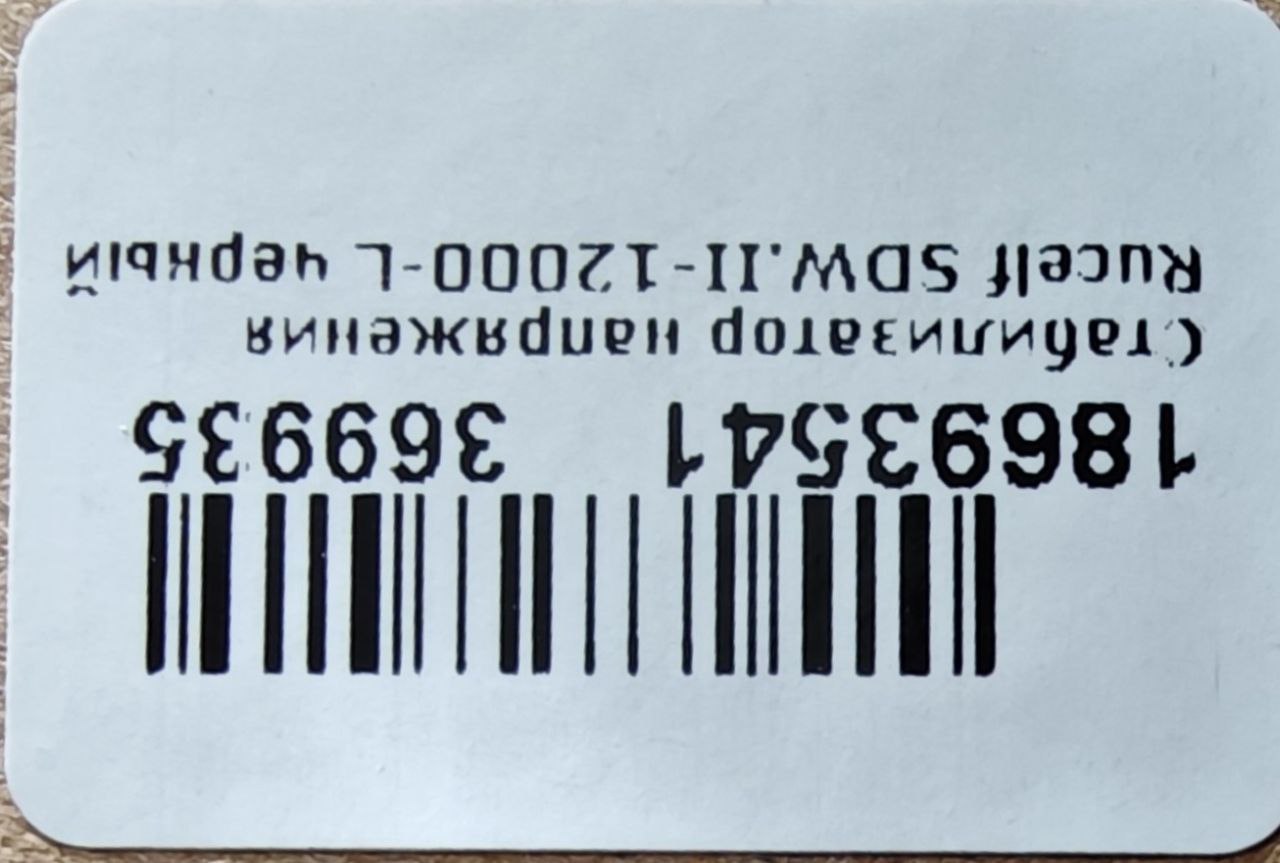 18693541 369935
Стабилизатор напряжения
Rucelf SDW.II-12000-L черный